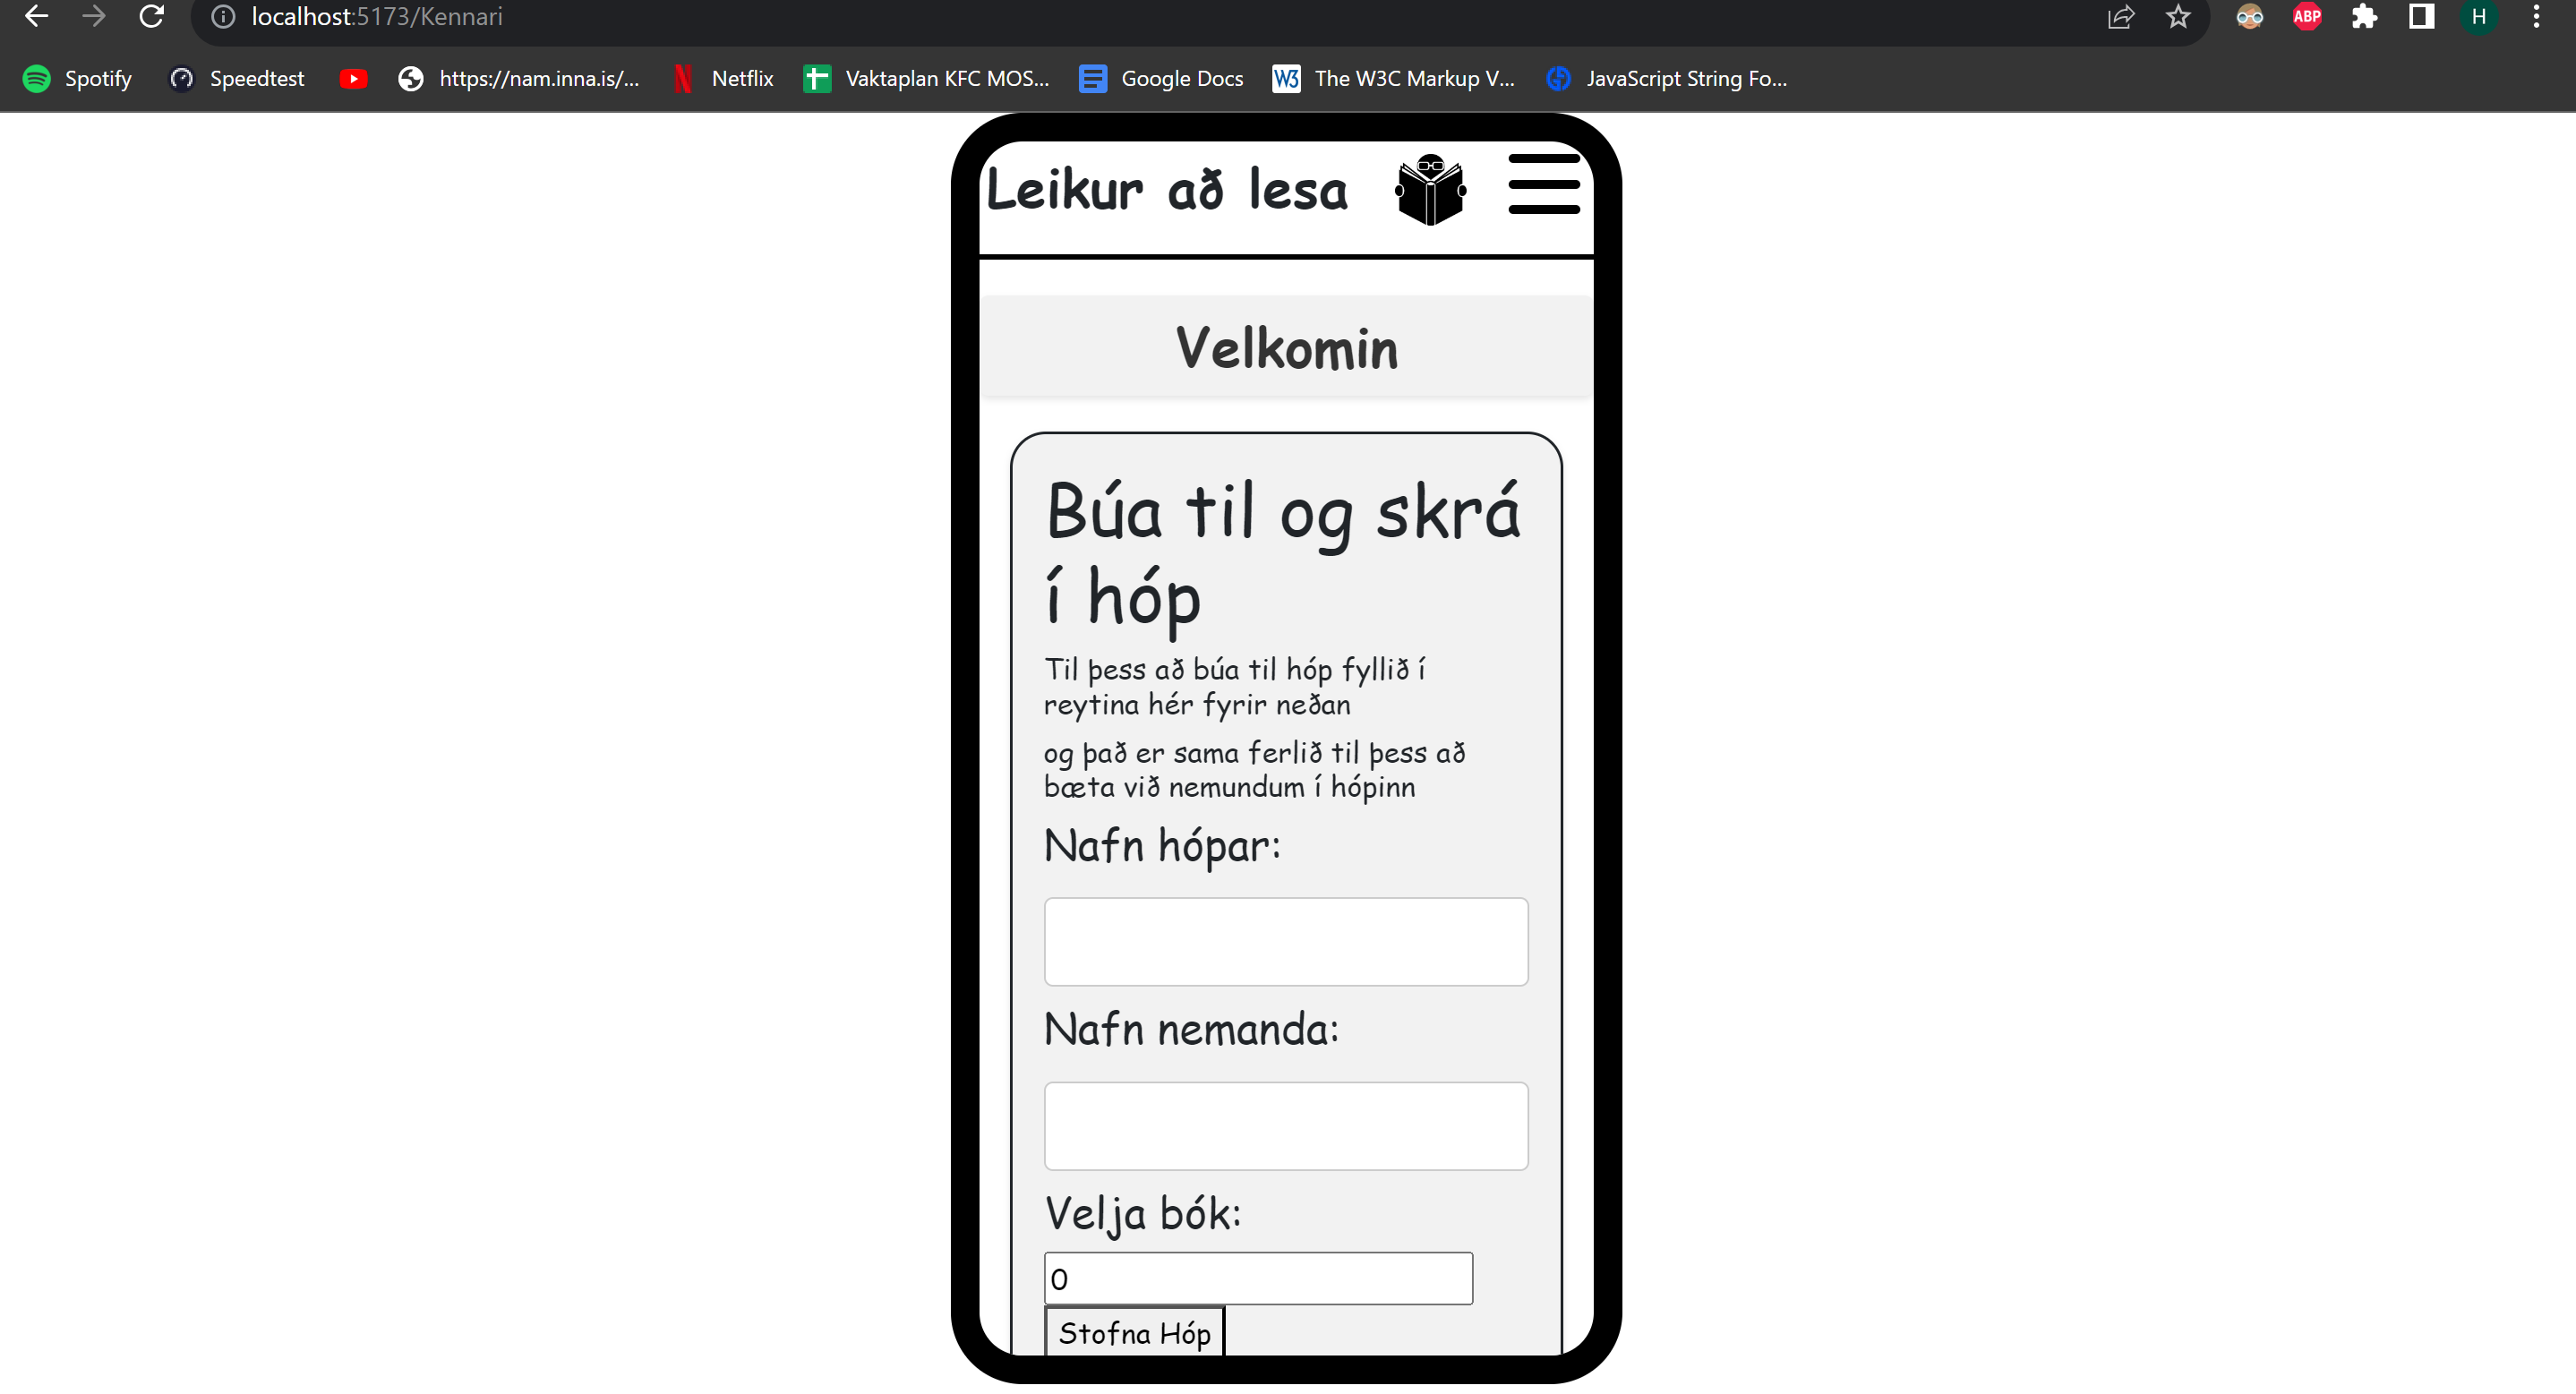 localhost:5173/Kennari
ABP
H
Spotify Speedtest https://nam.inna.is/... Netflix Vaktaplan KFC MOS... Google Docs W3 The W3C Markup V... JavaScript String Fo...
Leikur að lesa
Velkomin
Búa til og skrá
í hóp
Til þess að búa til hóp fyllið í
reytina hér fyrir neðan
og það er sama ferlið til þess að
bæta við nemundum í hópinn
Nafn hópar:
Nafn nemanda:
Velja bók:
0
Stofna Hóp